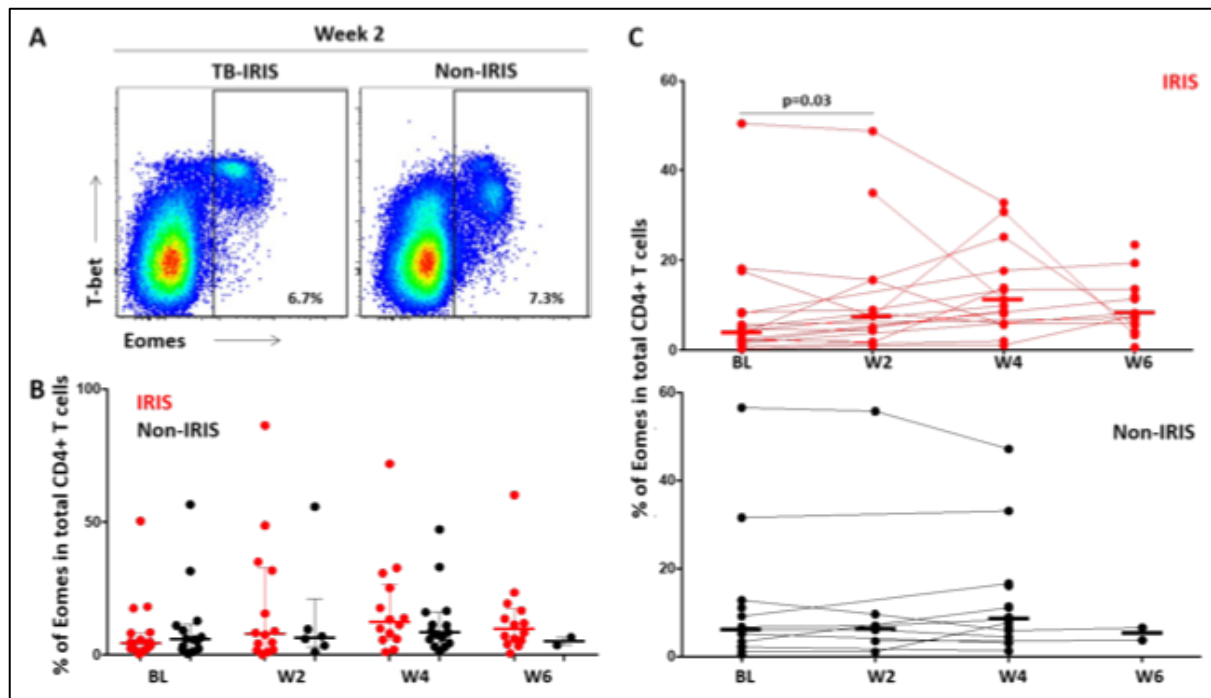 A
Week 2
TB-IRIS
Non-IRIS
T-bet
6.7%
7.3%
Eomes
B
% of Eomes in total CD4+ T cells
100
50
0
IRIS
Non-IRIS
BL
W2
W4
W6
C
% of Eomes in total CD4+ T cells
60
40
20
0
p=0.03
IRIS
BL
W2
W4
W6
60
40
20
0
Non-IRIS
BL
W2
W4
W6